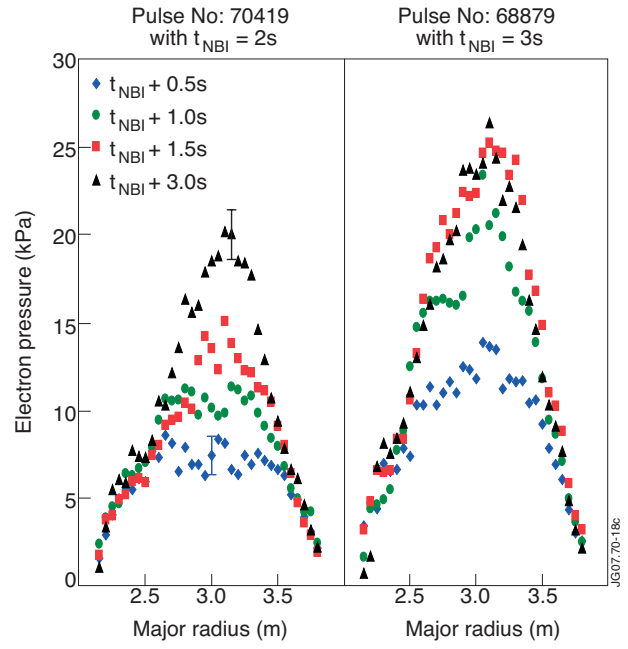 Pulse No: 70419
with tNBI = 2s
Pulse No: 68879
with tNBI = 3s
30
25
20
15
10
5
0
Electron pressure (kPa)
tNBI + 0.5s
tNBI + 1.0s
tNBI + 1.5s
tNBI + 3.0s
2.5
3.0
3.5
2.5
3.0
3.5
Major radius (m)
Major radius (m)
JG07.70-18c